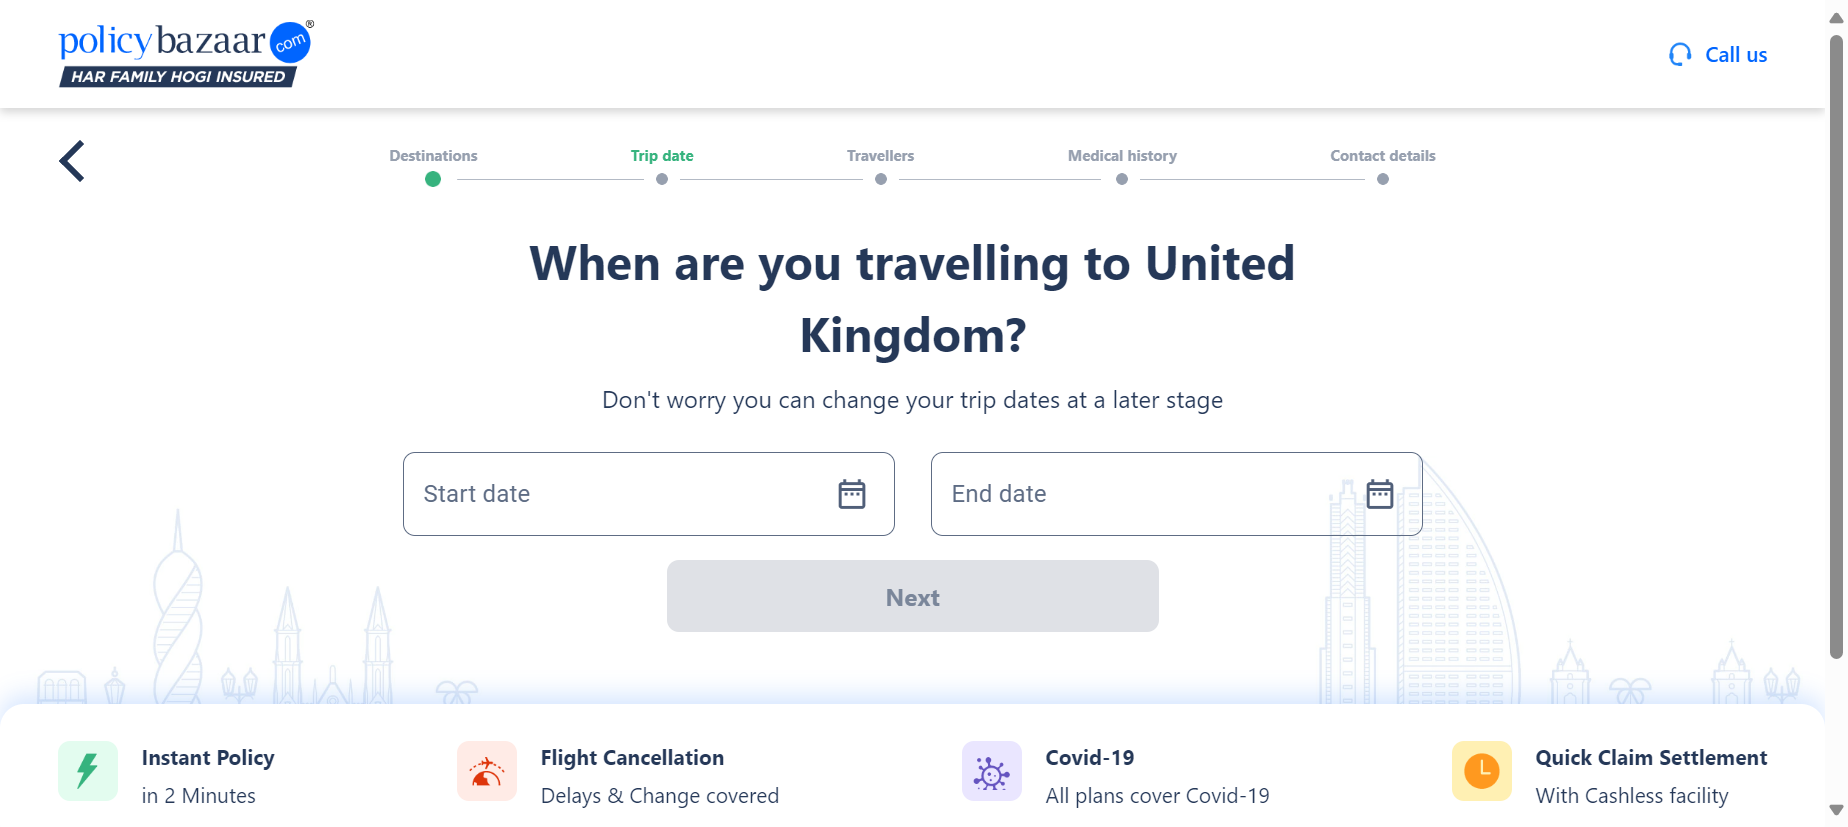 policybazaar com ®
HAR FAMILY HOGI INSURED
Call us
Destinations
Trip date
Travellers
Medical history
Contact details
When are you travelling to United
Kingdom?
Don't worry you can change your trip dates at a later stage
Start date
End date
Next
Instant Policy
in 2 Minutes
Flight Cancellation
Delays & Change covered
Covid-19
All plans cover Covid-19
Quick Claim Settlement
With Cashless facility